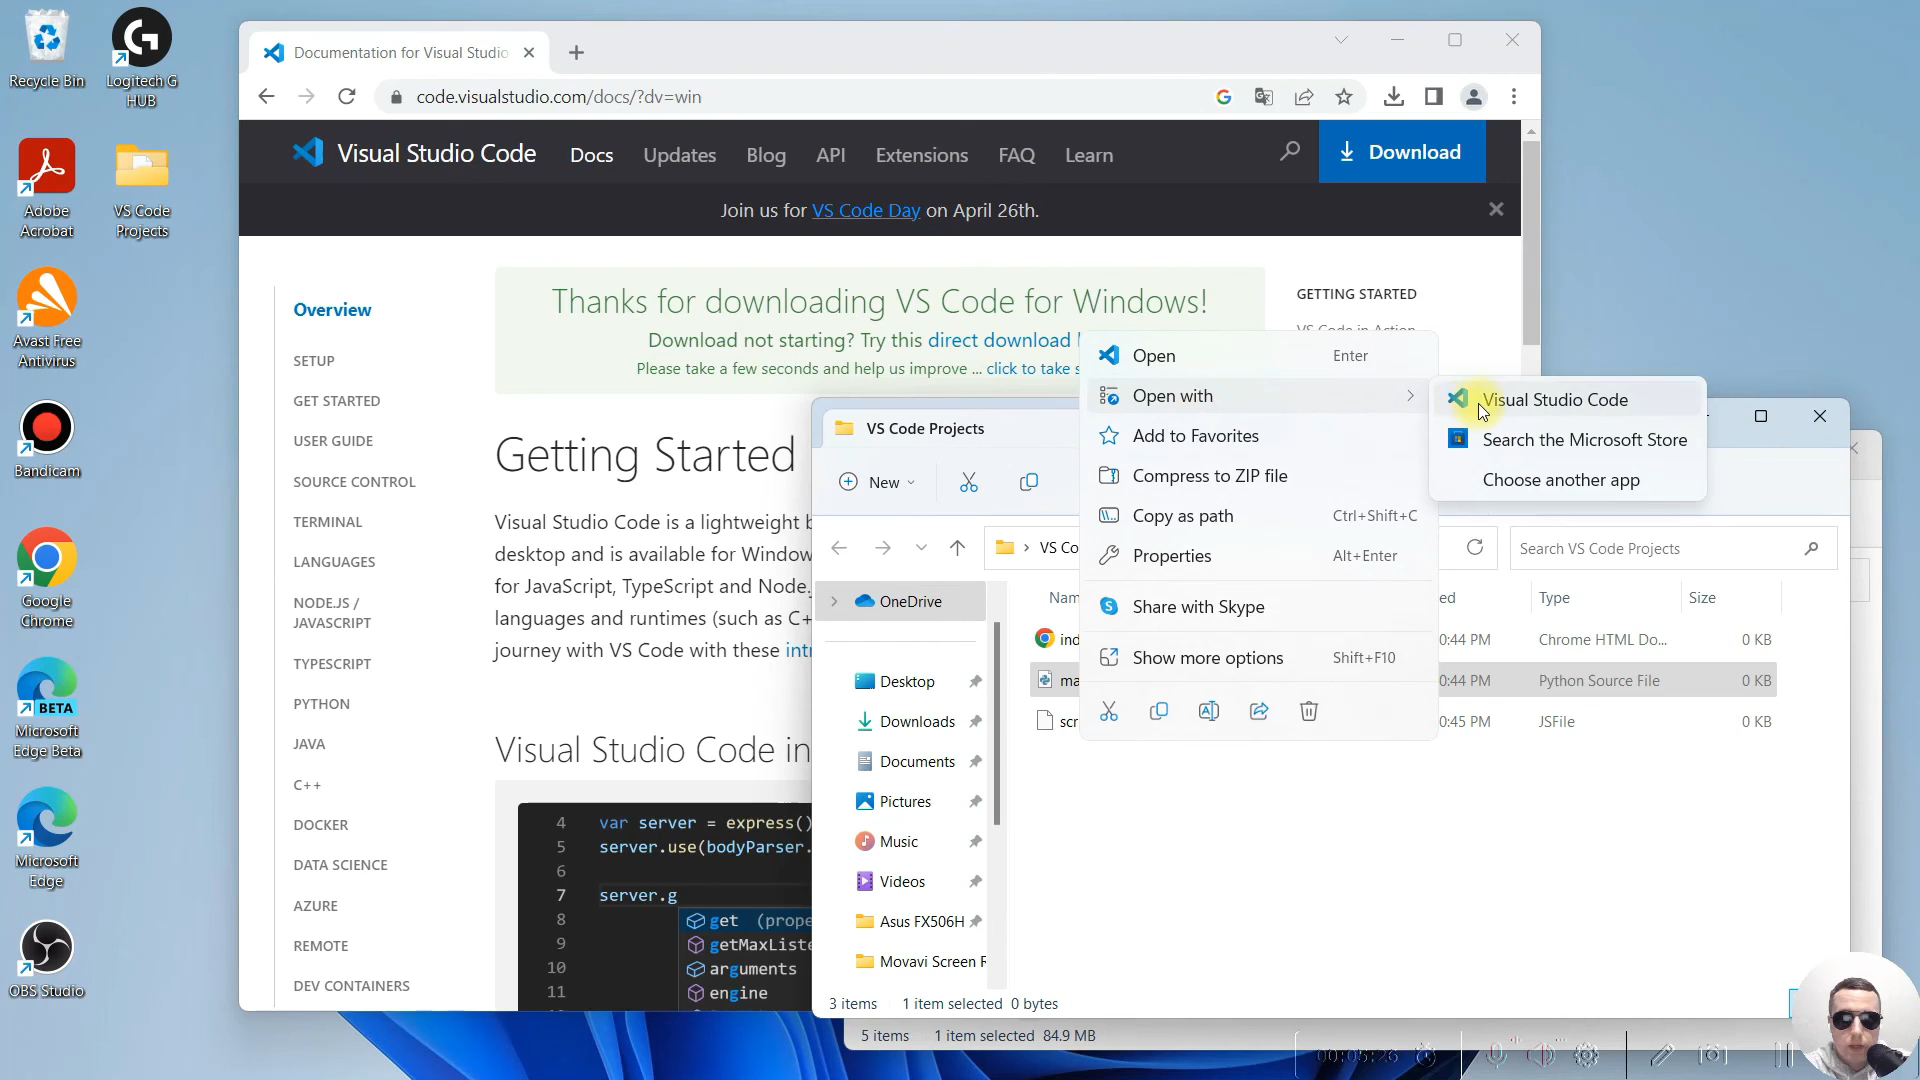 Recycle Bin
Logitech G
HUB
Adobe
Acrobat
VS Code
Projects
Avast Free
Antivirus
Bandicam
Google
Chrome
BETA
Microsoft
Edge Beta
Microsoft
Edge
OBS Studio
Documentation for Visual Studio
code.visualstudio.com/docs/?dv=win
Visual Studio Code
Docs
Updates
Blog
API
Extensions
FAQ
Learn
Download
Join us for VS Code Day on April 26th.
Overview
SETUP
GET STARTED
USER GUIDE
SOURCE CONTROL
TERMINAL
LANGUAGES
NODE.JS /
JAVASCRIPT
TYPESCRIPT
PYTHON
JAVA
C++
DOCKER
DATA SCIENCE
AZURE
REMOTE
DEV CONTAINERS
Thanks for downloading VS Code for Windows!
Download not starting? Try this direct download
Please take a few seconds and help us improve ... click to take
GETTING STARTED
VS Code in Action
Getting Started
Visual Studio Code is a lightweight
desktop and is available for Window
for JavaScript, TypeScript and Node.
languages and runtimes (such as C+
journey with VS Code with these
Visual Studio Code in
4 var server = express()
5 server.use(bodyParser.
6
7 server.g
8 get (prope
9 getMaxListe
10 arguments
11 engine
Open Enter
Open with
Add to Favorites
Compress to ZIP file
Copy as path Ctrl+Shift+C
Properties Alt+Enter
Share with Skype
Show more options Shift+F10
Visual Studio Code
Search the Microsoft Store
Choose another app
VS Code Projects
New
VS Co
Search VS Code Projects
OneDrive
Desktop
Downloads
Documents
Pictures
Music
Videos
Asus FX506H
Movavi Screen R
Nam
ed Type Size
ind
0:44 PM Chrome HTML Do... 0 KB
ma
0:44 PM Python Source File 0 KB
scr
0:45 PM JSFile 0 KB
3 items 1 item selected 0 bytes
5 items 1 item selected 84.9 MB
00:05:26